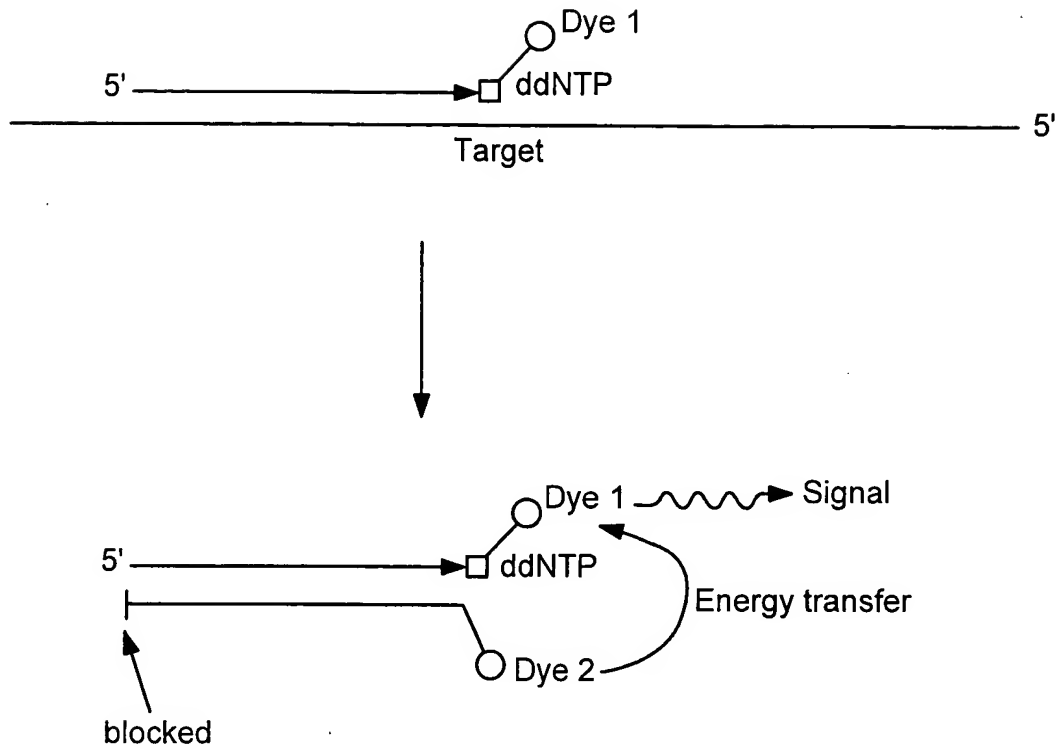 Dye 1
5'
ddNTP
5'
Target
Dye 1
Signal
5'
ddNTP
Energy transfer
Dye 2
blocked